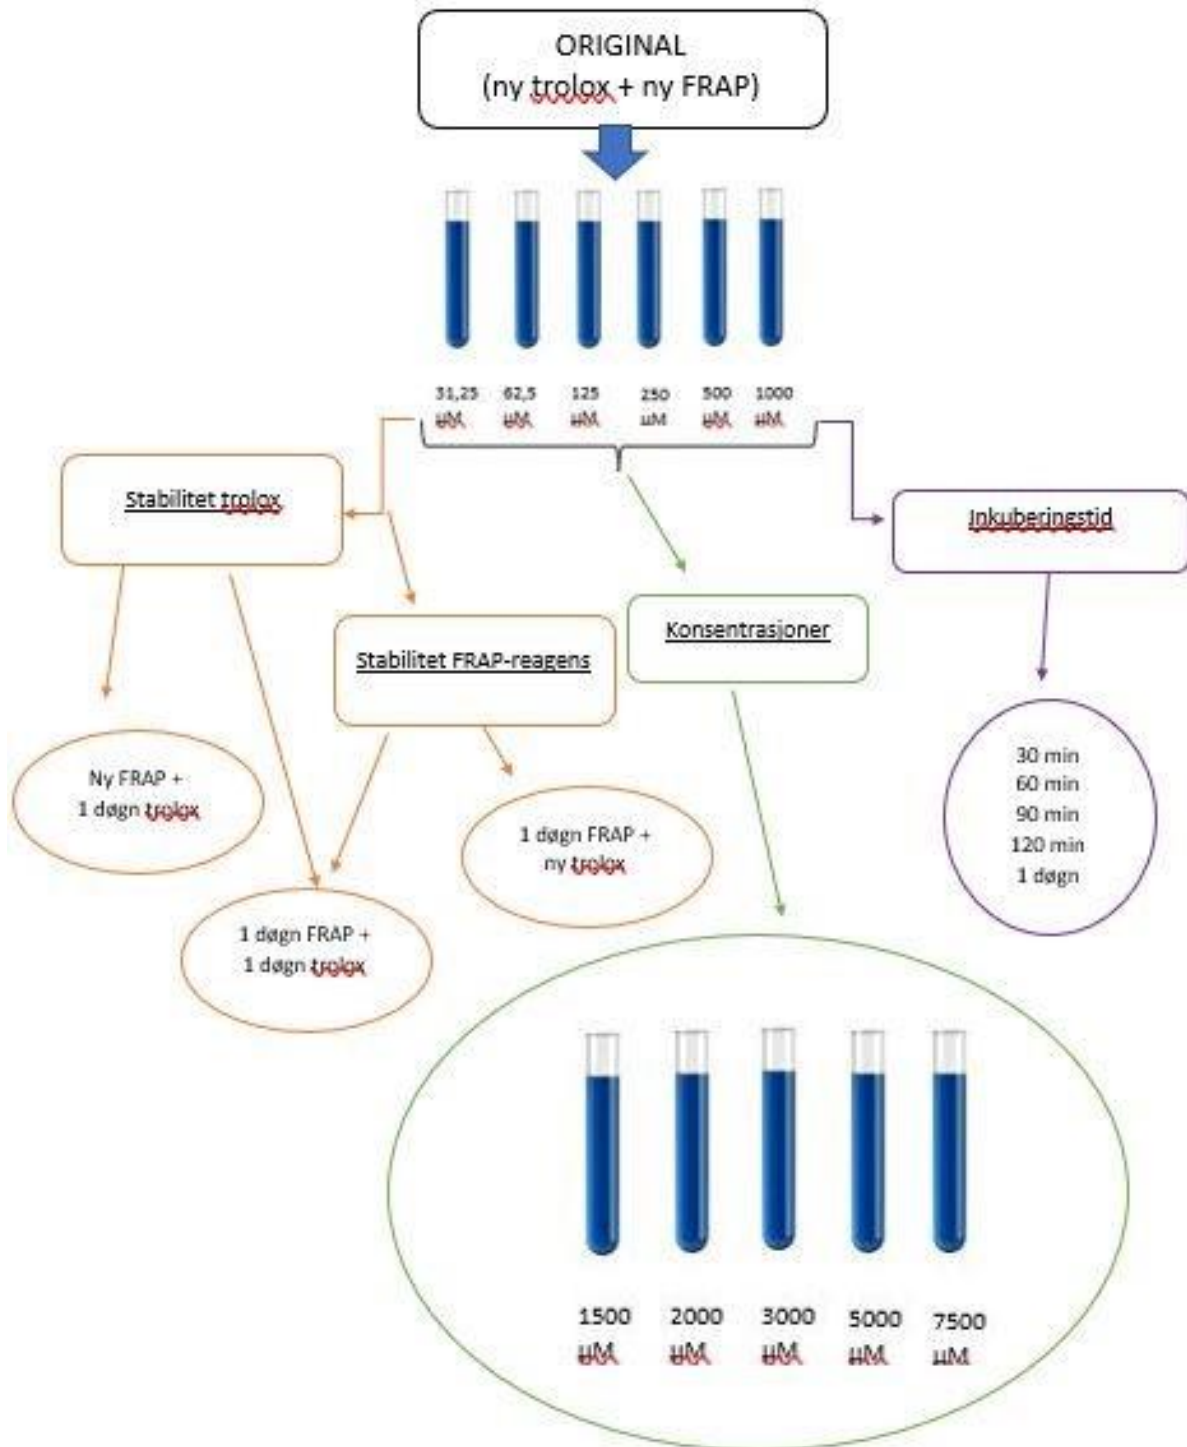 ORIGINAL
(ny trolox + ny FRAP)
31,25 62,5 125 250 500 1000
µM µM µM µM µM µM
Stabilitet trolox
Inkuberingstid
Stabilitet FRAP-reagens
Konsentrasjoner
Ny FRAP +
1 døgn trolox
1 døgn FRAP +
ny trolox
1 døgn FRAP +
1 døgn trolox
30 min
60 min
90 min
120 min
1 døgn
1500 2000 3000 5000 7500
µM µM µM µM µM